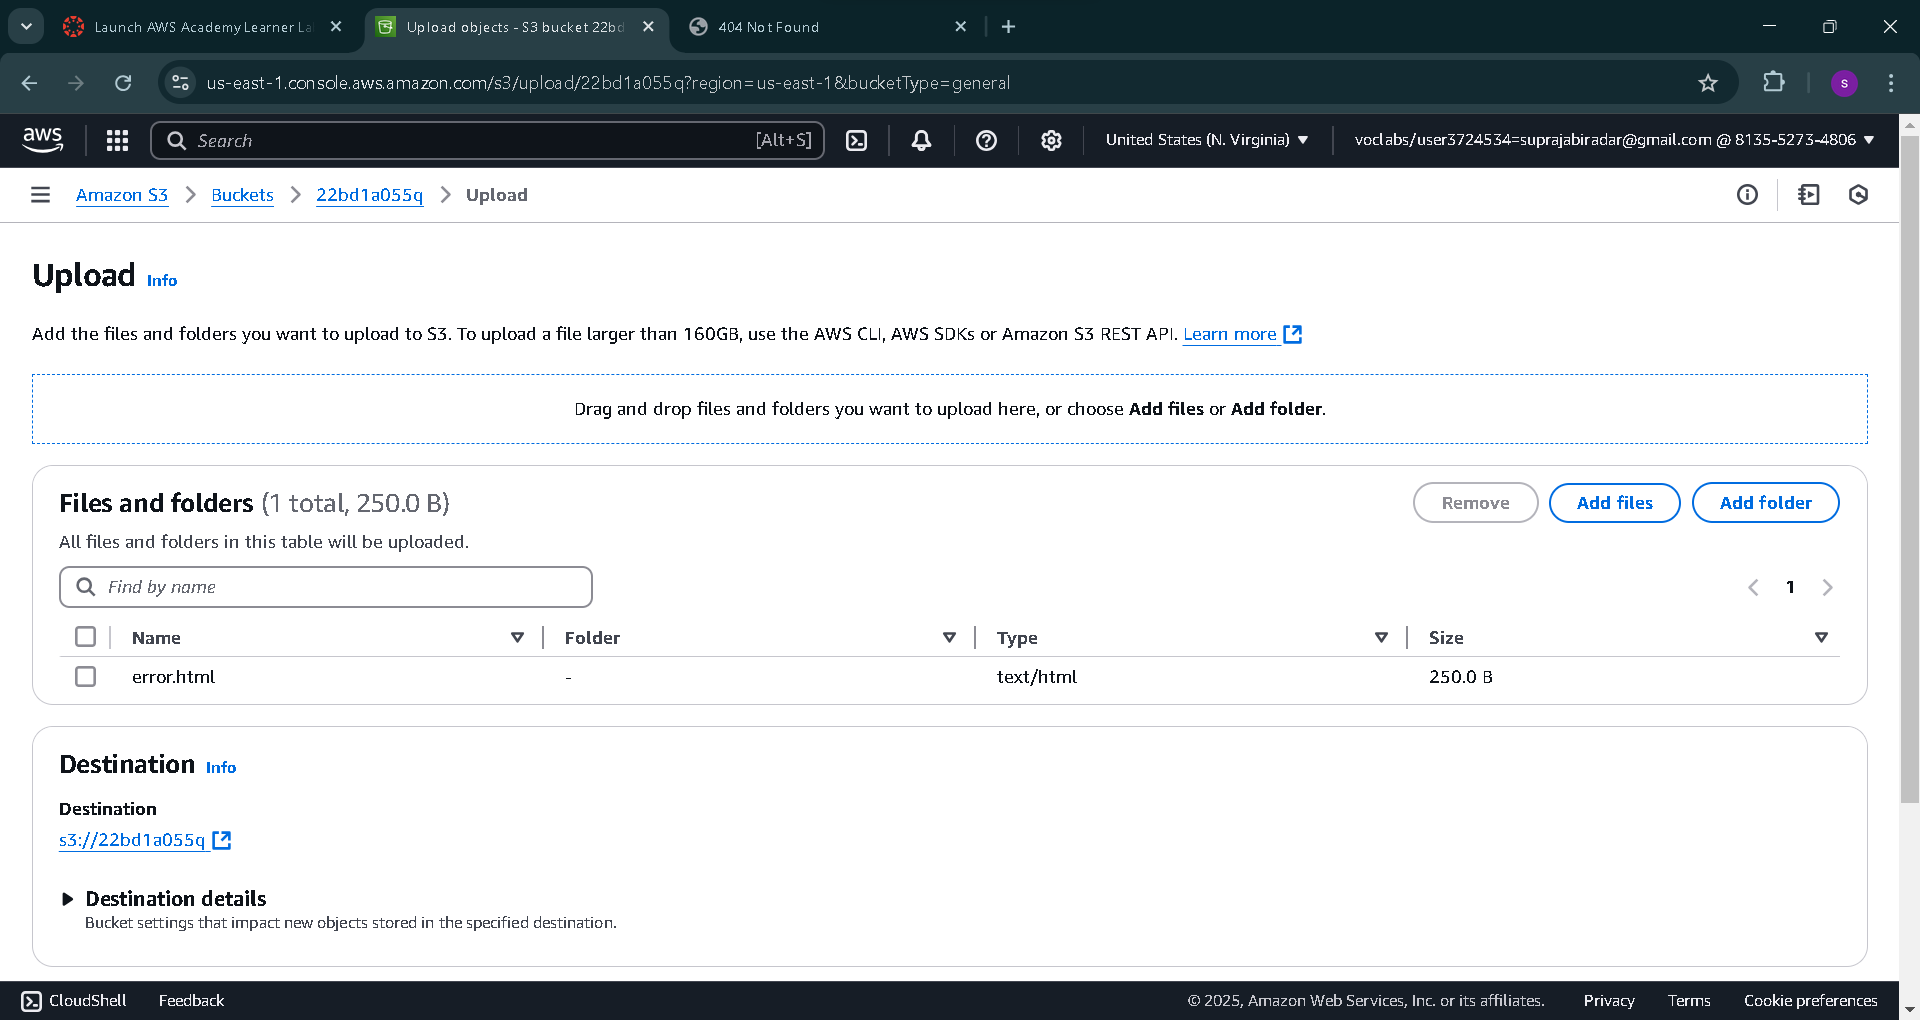 Launch AWS Academy Learner La
Upload objects - S3 bucket 22bd
404 Not Found
us-east-1.console.aws.amazon.com/s3/upload/22bd1a055q?region=us-east-1&bucketType=general
s
aws
Search
[Alt+S]
United States (N. Virginia)
voclabs/user3724534=suprajabiradar@gmail.com @ 8135-5273-4806
Amazon S3
Buckets
22bd1a055q
Upload
Upload Info
Add the files and folders you want to upload to S3. To upload a file larger than 160GB, use the AWS CLI, AWS SDKs or Amazon S3 REST API. Learn more
Drag and drop files and folders you want to upload here, or choose Add files or Add folder.
Files and folders (1 total, 250.0 B)
Remove
Add files
Add folder
All files and folders in this table will be uploaded.
Find by name
1
Name
Folder
Type
Size
error.html
-
text/html
250.0 B
Destination Info
Destination
s3://22bd1a055q
Destination details
Bucket settings that impact new objects stored in the specified destination.
CloudShell
Feedback
© 2025, Amazon Web Services, Inc. or its affiliates.
Privacy
Terms
Cookie preferences